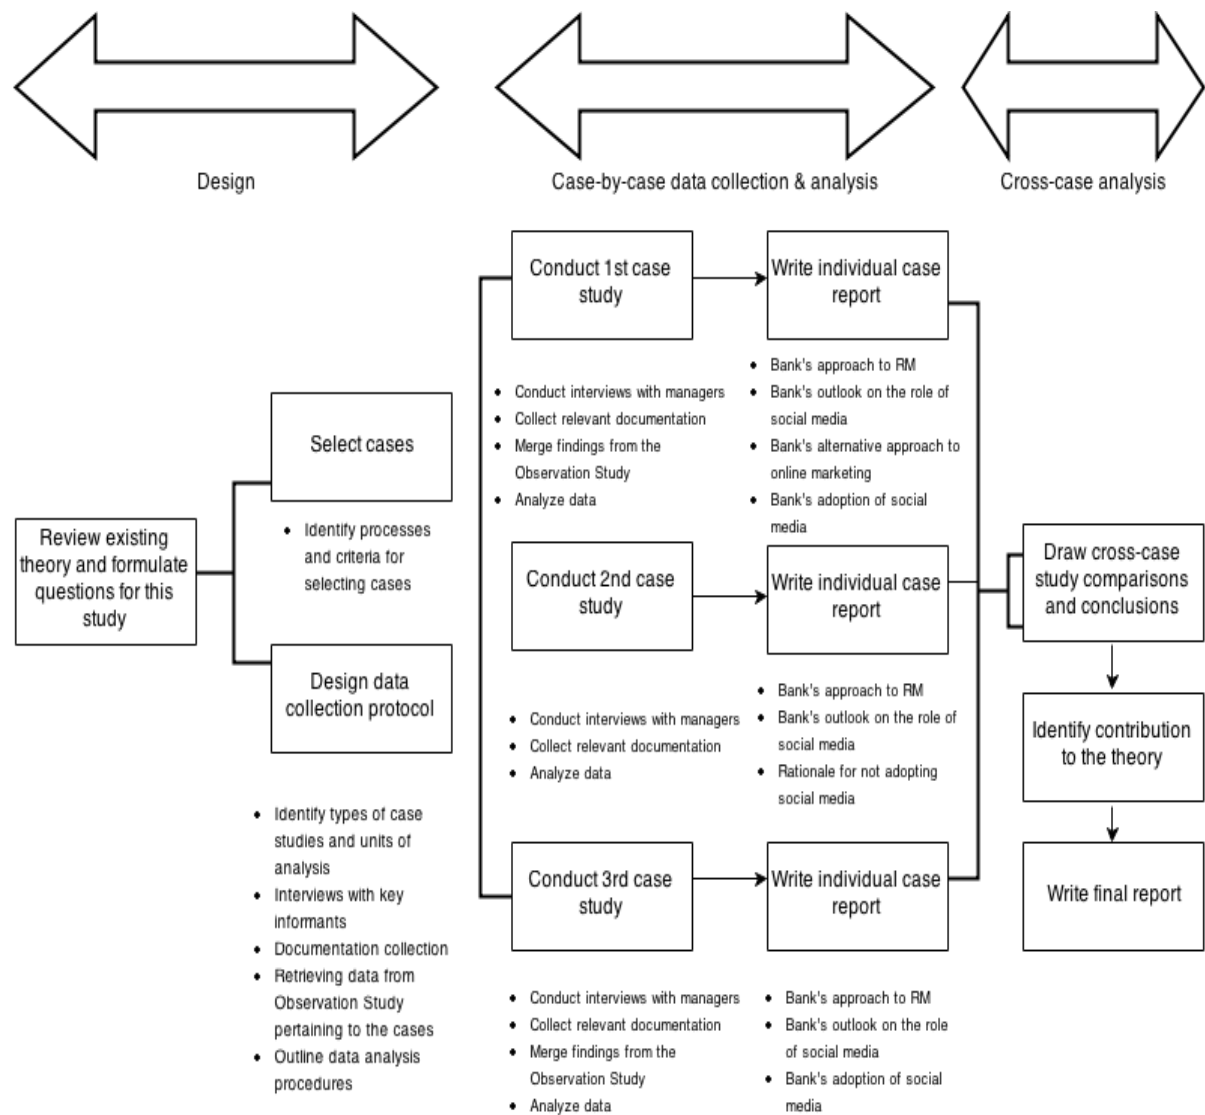 Design
Case-by-case data collection & analysis
Cross-case analysis
Review existing
theory and formulate
questions for this
study
Select cases
• Identify processes
and criteria for
selecting cases
Design data
collection protocol
• Identify types of case
studies and units of
analysis
• Interviews with key
informants
• Documentation collection
• Retrieving data from
Observation Study
pertaining to the cases
• Outline data analysis
procedures
Conduct 1st case
study
• Conduct interviews with managers
• Collect relevant documentation
• Merge findings from the
Observation Study
• Analyze data
Write individual case
report
• Bank's approach to RM
• Bank's outlook on the role of
social media
• Bank's alternative approach to
online marketing
• Bank's adoption of social
media
Conduct 2nd case
study
• Conduct interviews with managers
• Collect relevant documentation
• Analyze data
Write individual case
report
• Bank's approach to RM
• Bank's outlook on the role of
social media
• Rationale for not adopting
social media
Conduct 3rd case
study
• Conduct interviews with managers
• Collect relevant documentation
• Merge findings from the
Observation Study
• Analyze data
Write individual case
report
• Bank's approach to RM
• Bank's outlook on the role
of social media
• Bank's adoption of social
media
Draw cross-case
study comparisons
and conclusions
Identify contribution
to the theory
Write final report